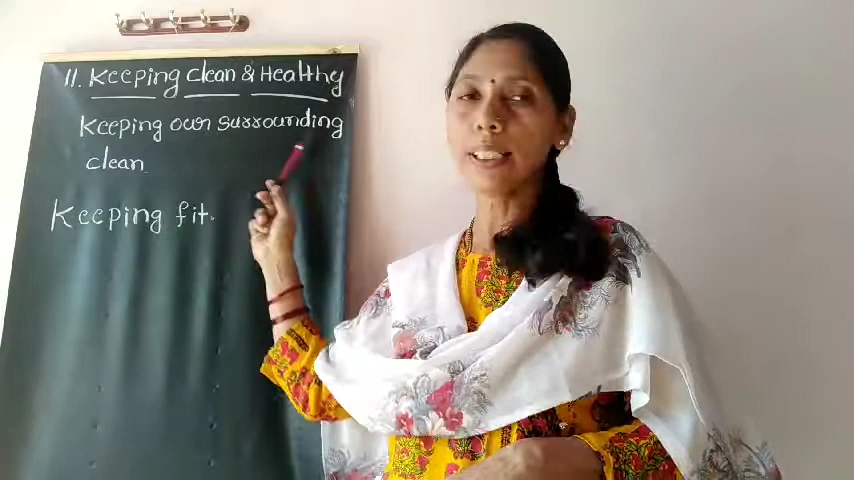 11. Keeping clean & Healthy
Keeping our surrounding
clean.
Keeping fit.